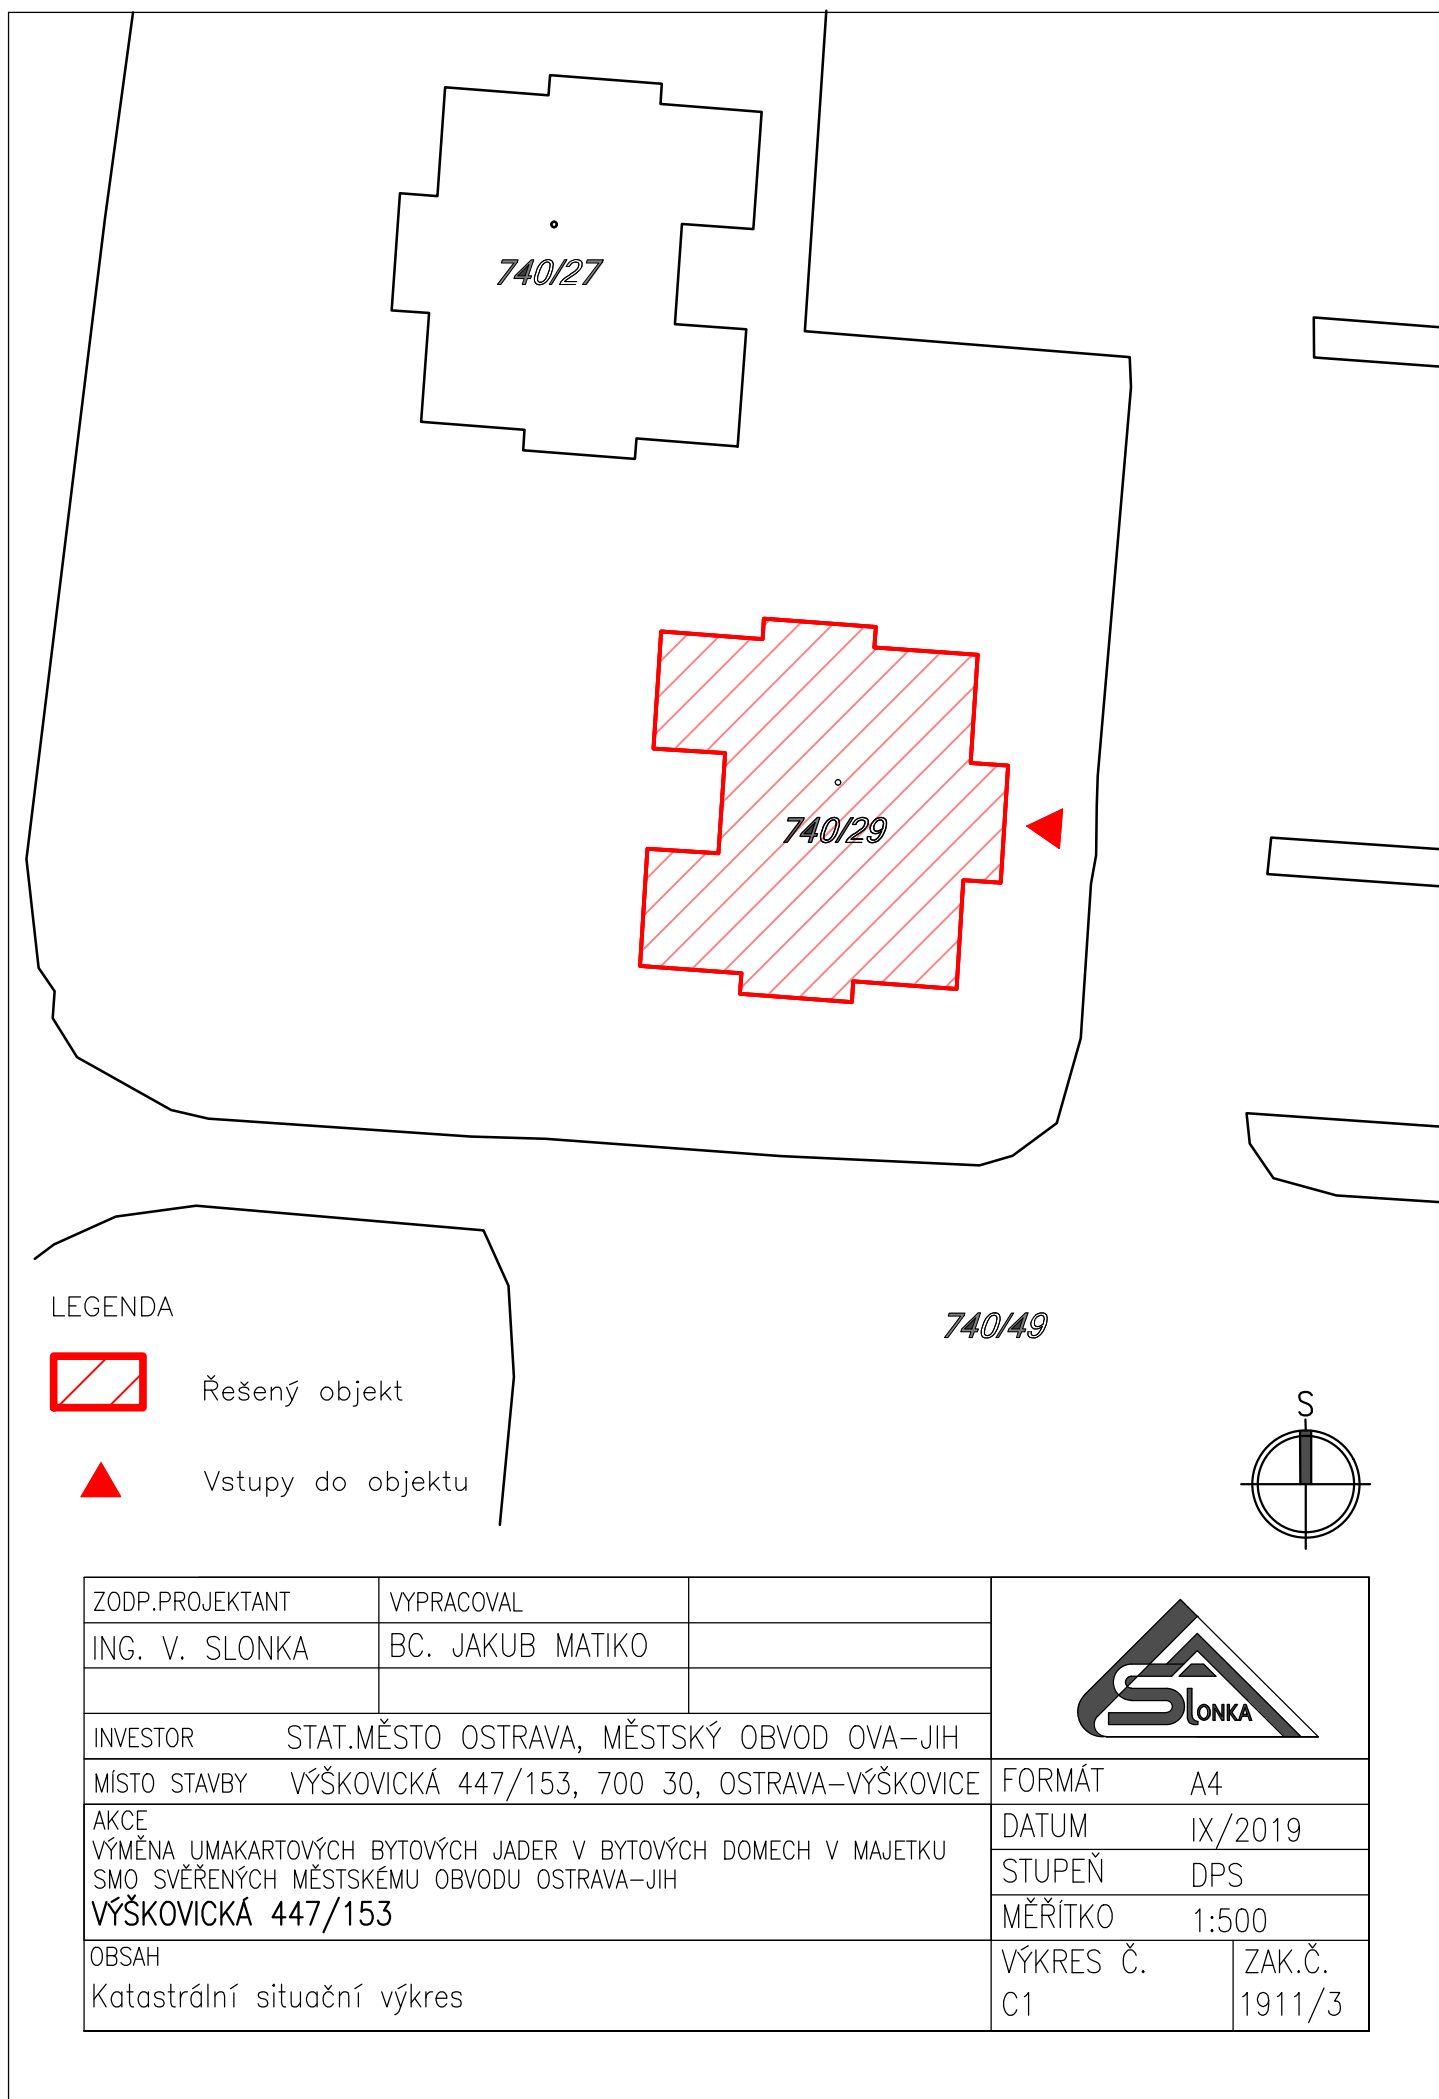 740/27
740/29
740/49
LEGENDA
Řešený objekt
Vstupy do objektu
S
ZODP.PROJEKTANT VYPRACOVAL
ING. V. SLONKA BC. JAKUB MATIKO
SLONKA
INVESTOR STAT.MĚSTO OSTRAVA, MĚSTSKÝ OBVOD OVA-JIH
MÍSTO STAVBY VÝŠKOVICKÁ 447/153, 700 30, OSTRAVA-VÝŠKOVICE
AKCE
VÝMĚNA UMAKARTOVÝCH BYTOVÝCH JADER V BYTOVÝCH DOMECH V MAJETKU
SMO SVĚŘENÝCH MĚSTSKÉMU OBVODU OSTRAVA-JIH
VÝŠKOVICKÁ 447/153
OBSAH
Katastrální situační výkres
FORMÁT A4
DATUM IX/2019
STUPEŇ DPS
MĚŘÍTKO 1:500
VÝKRES Č. ZAK.Č.
C1 1911/3